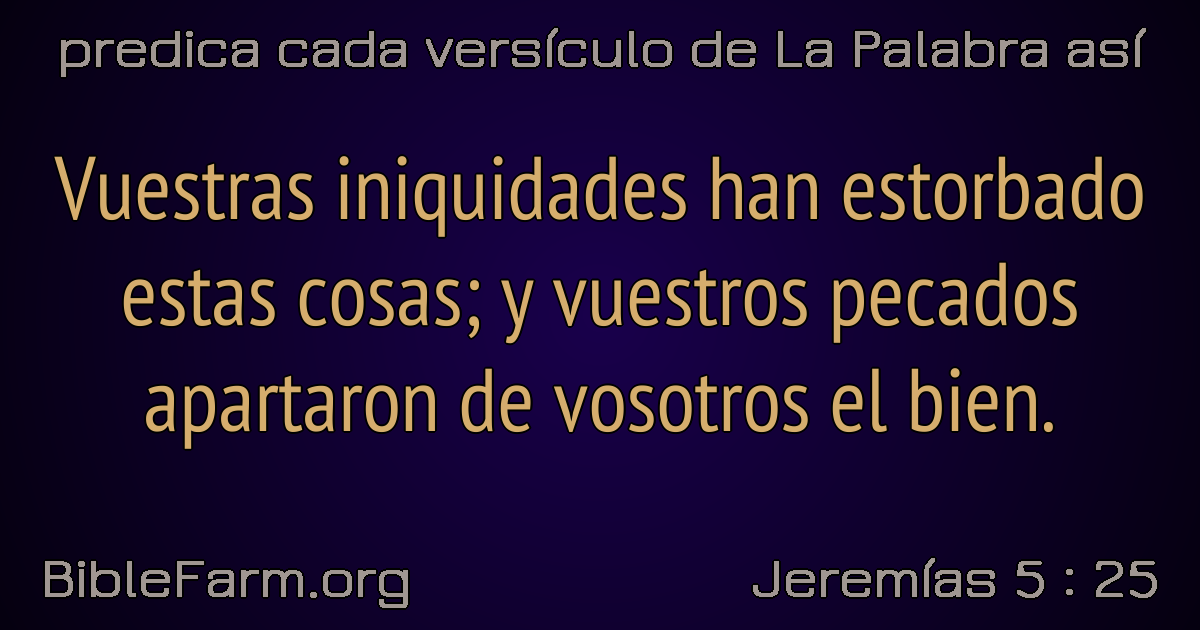 predica cada versículo de La Palabra así
Vuestras iniquidades han estorbado
estas cosas; y vuestros pecados
apartaron de vosotros el bien.
BibleFarm.org
Jeremías 5 : 25